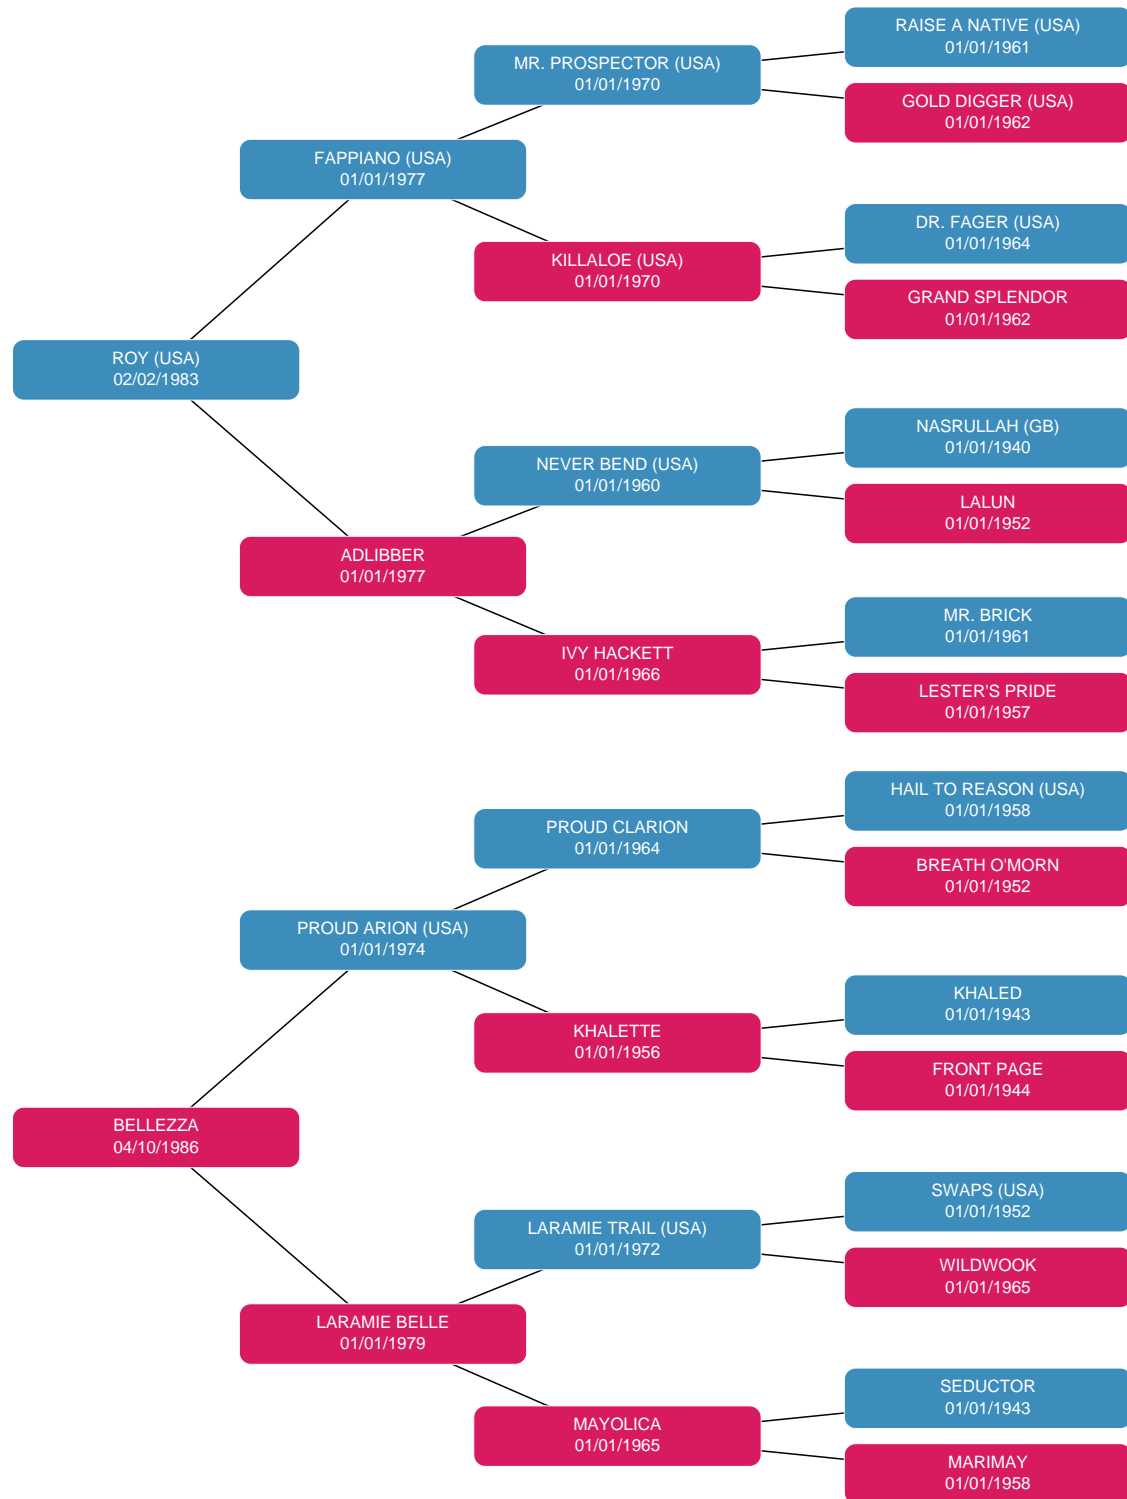 RAISE A NATIVE (USA)
01/01/1961
MR. PROSPECTOR (USA)
01/01/1970
GOLD DIGGER (USA)
01/01/1962
FAPPIANO (USA)
01/01/1977
DR. FAGER (USA)
01/01/1964
KILLALOE (USA)
01/01/1970
GRAND SPLENDOR
01/01/1962
ROY (USA)
02/02/1983
NASRULLAH (GB)
01/01/1940
NEVER BEND (USA)
01/01/1960
LALUN
01/01/1952
ADLIBBER
01/01/1977
MR. BRICK
01/01/1961
IVY HACKETT
01/01/1966
LESTER'S PRIDE
01/01/1957
HAIL TO REASON (USA)
01/01/1958
PROUD CLARION
01/01/1964
BREATH O'MORN
01/01/1952
PROUD ARION (USA)
01/01/1974
KHALED
01/01/1943
KHALETTE
01/01/1956
FRONT PAGE
01/01/1944
BELLEZZA
04/10/1986
SWAPS (USA)
01/01/1952
LARAMIE TRAIL (USA)
01/01/1972
WILDWOOK
01/01/1965
LARAMIE BELLE
01/01/1979
SEDUCTOR
01/01/1943
MAYOLICA
01/01/1965
MARIMAY
01/01/1958